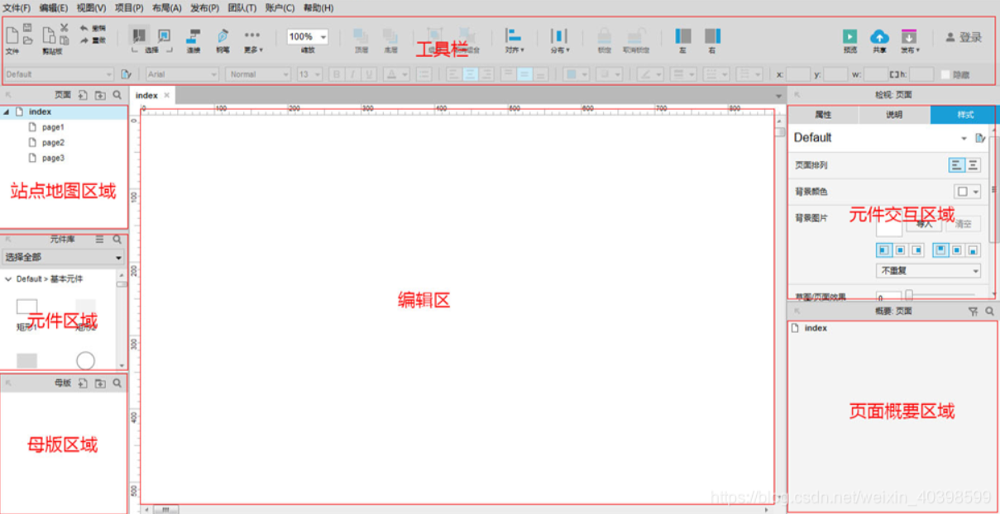 文件(F) 编辑(E) 视图(V) 项目(P) 布局(A) 发布(P) 团队(T) 账户(C) 帮助(H)
文件 剪贴板 撤销 重做 选择 连接 钢笔 更多 100% 缩放 顶层 底层 组合 取消组合 对齐 分布 锁定 取消锁定 左 右 预览 共享 发布 登录
工具栏
Default Arial Normal 13 B I U A x: y: w: h: 隐藏
页面
index
page1
page2
page3
站点地图区域
元件库
选择全部
Default > 基本元件
矩形1 矩形2
元件区域
母版
母版区域
index
0 100 200 300 400 500 600 700 800
0
100
200
300
400
500
编辑区
检视: 页面
属性 说明 样式
Default
页面排列
背景颜色
背景图片 导入 清空
元件交互区域
不重复
草图/页面效果 0
概要: 页面
index
页面概要区域
https://blog.csdn.net/weixin_40398599